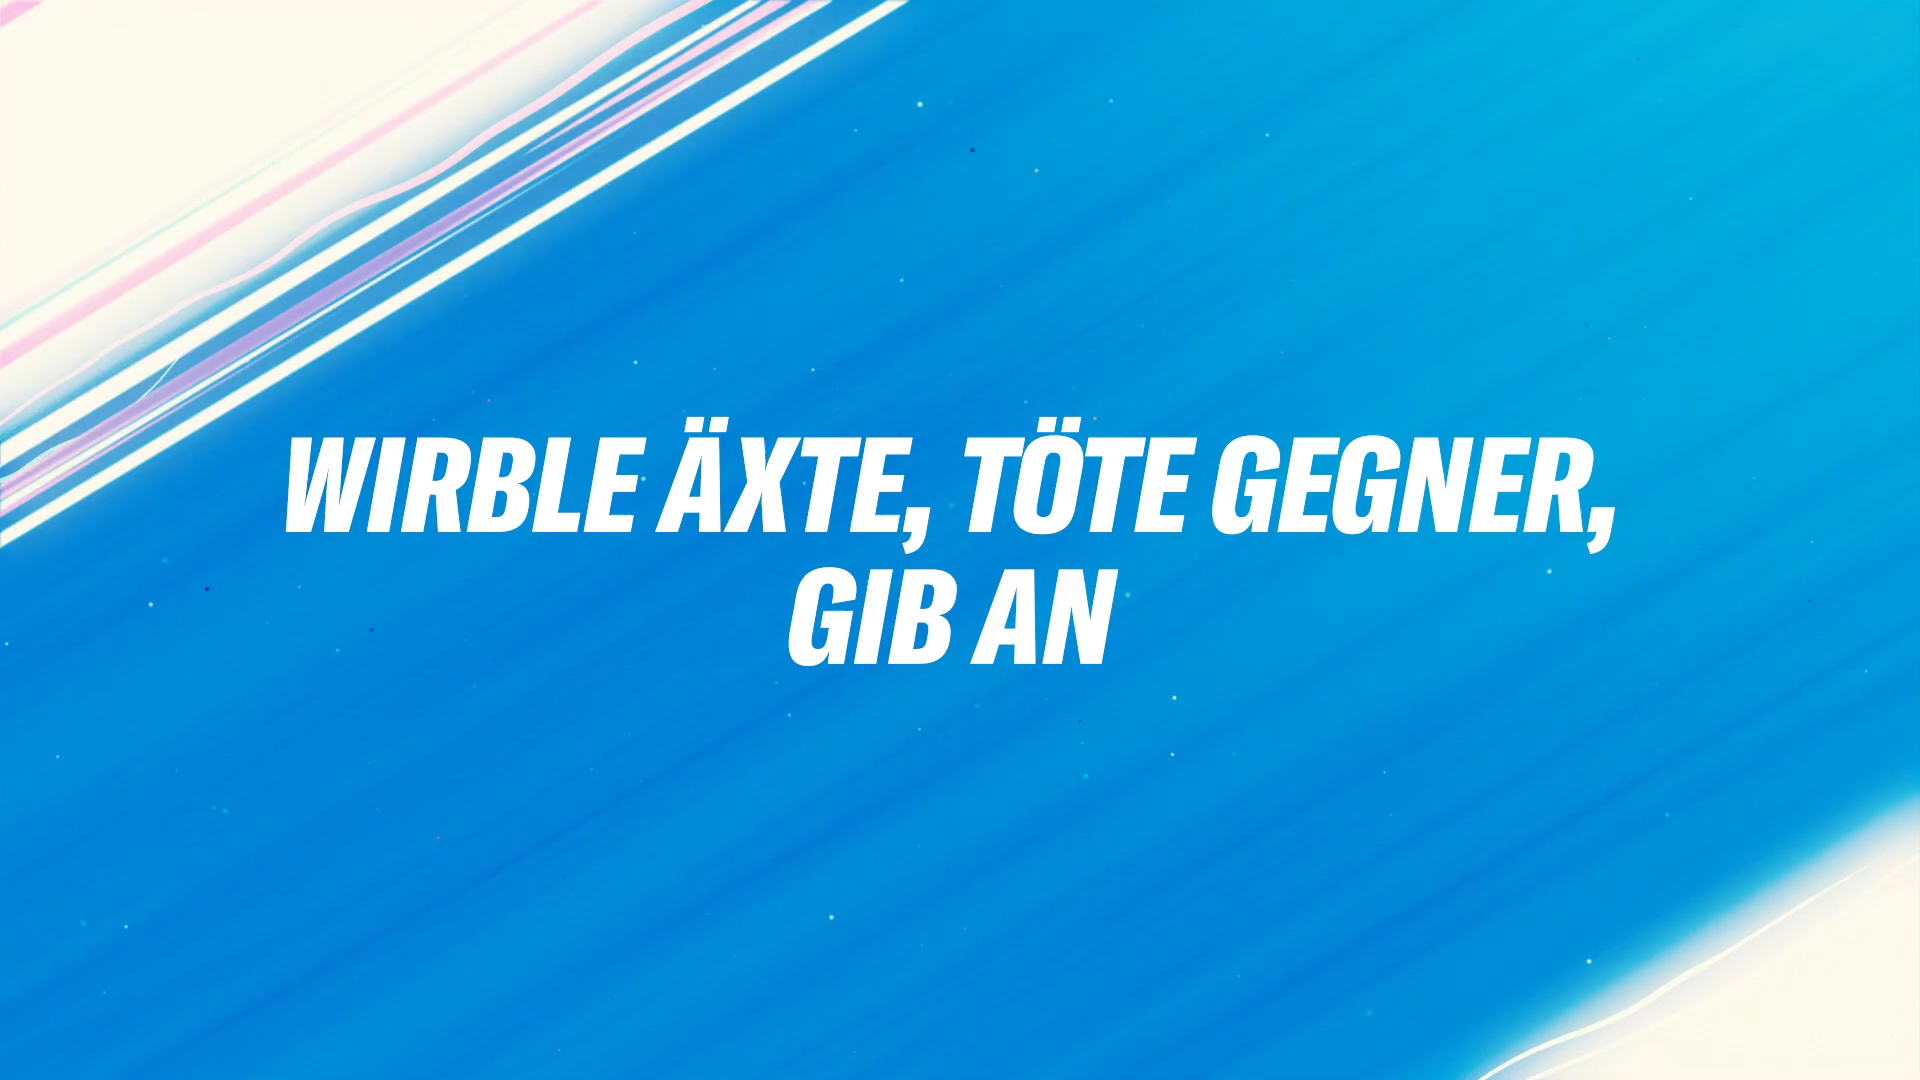 WIRBLE ÄXTE, TÖTE GEGNER,
GIB AN